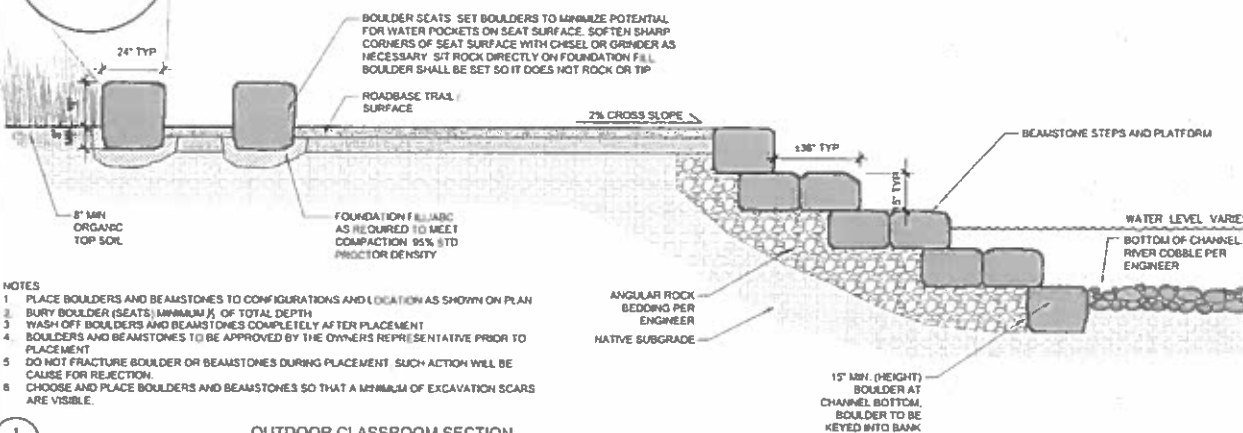 BOULDER SEATS SET BOULDERS TO MINIMIZE POTENTIAL
FOR WATER POCKETS ON SEAT SURFACE. SOFTEN SHARP
CORNERS OF SEAT SURFACE WITH CHISEL OR GRINDER AS
NECESSARY SIT ROCK DIRECTLY ON FOUNDATION FILL
BOULDER SHALL BE SET SO IT DOES NOT ROCK OR TIP
24" TYP
ROADBASE TRAIL
SURFACE
2% CROSS SLOPE
BEAMSTONE STEPS AND PLATFORM
±36" TYP
TYP
MIN
8" MIN
ORGANIC
TOP SOIL
FOUNDATION FILL/ABC
AS REQUIRED TO MEET
COMPACTION 95% STD
PROCTOR DENSITY
WATER LEVEL VARIES
BOTTOM OF CHANNEL
RIVER COBBLE PER
ENGINEER
ANGULAR ROCK
BEDDING PER
ENGINEER
NATIVE SUBGRADE
15" MIN. (HEIGHT)
BOULDER AT
CHANNEL BOTTOM,
BOULDER TO BE
KEYED INTO BANK
NOTES
1 PLACE BOULDERS AND BEAMSTONES TO CONFIGURATIONS AND LOCATION AS SHOWN ON PLAN
2. BURY BOULDER (SEATS) MINIMUM OF TOTAL DEPTH
3 WASH OFF BOULDERS AND BEAMSTONES COMPLETELY AFTER PLACEMENT
4 BOULDERS AND BEAMSTONES TO BE APPROVED BY THE OWNERS REPRESENTATIVE PRIOR TO
PLACEMENT
5 DO NOT FRACTURE BOULDER OR BEAMSTONES DURING PLACEMENT. SUCH ACTION WILL BE
CAUSE FOR REJECTION.
6 CHOOSE AND PLACE BOULDERS AND BEAMSTONES SO THAT A MINIMUM OF EXCAVATION SCARS
ARE VISIBLE.
1
OUTDOOR CLASSROOM SECTION